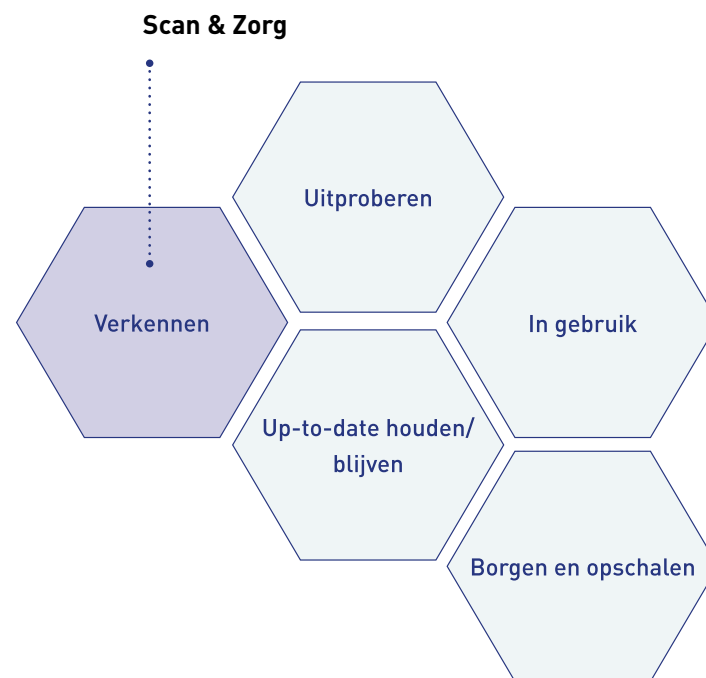 Scan & Zorg
Uitproberen
Verkennen
In gebruik
Up-to-date houden/
blijven
Borgen en opschalen